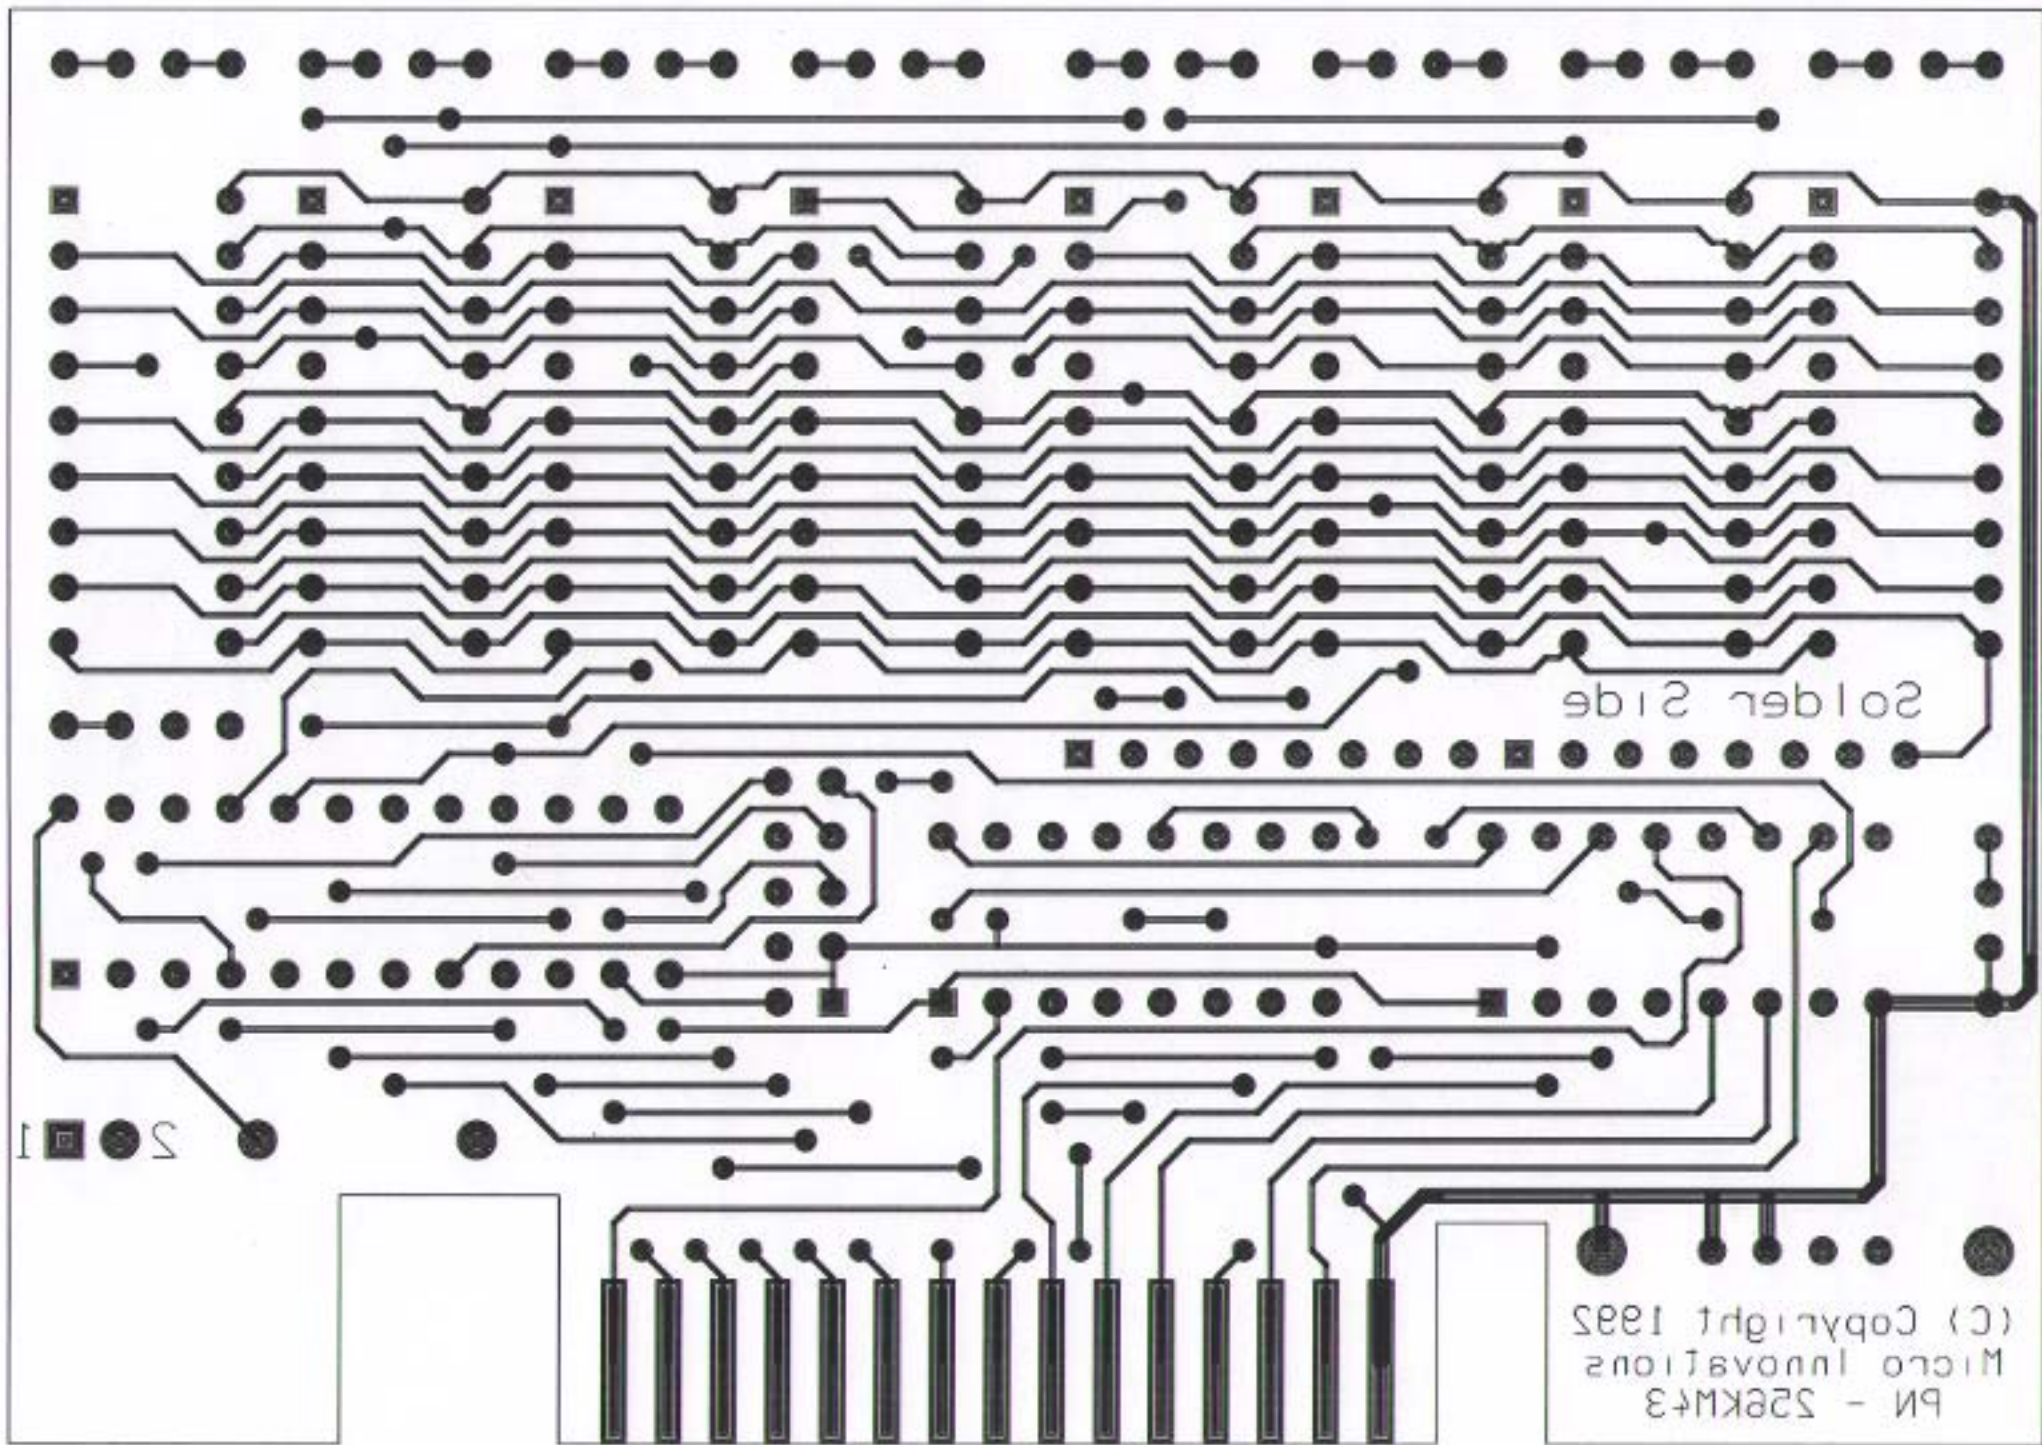 Solder Side
1 2
(C) Copyright 1992
Micro Innovations
PN - 256KM43